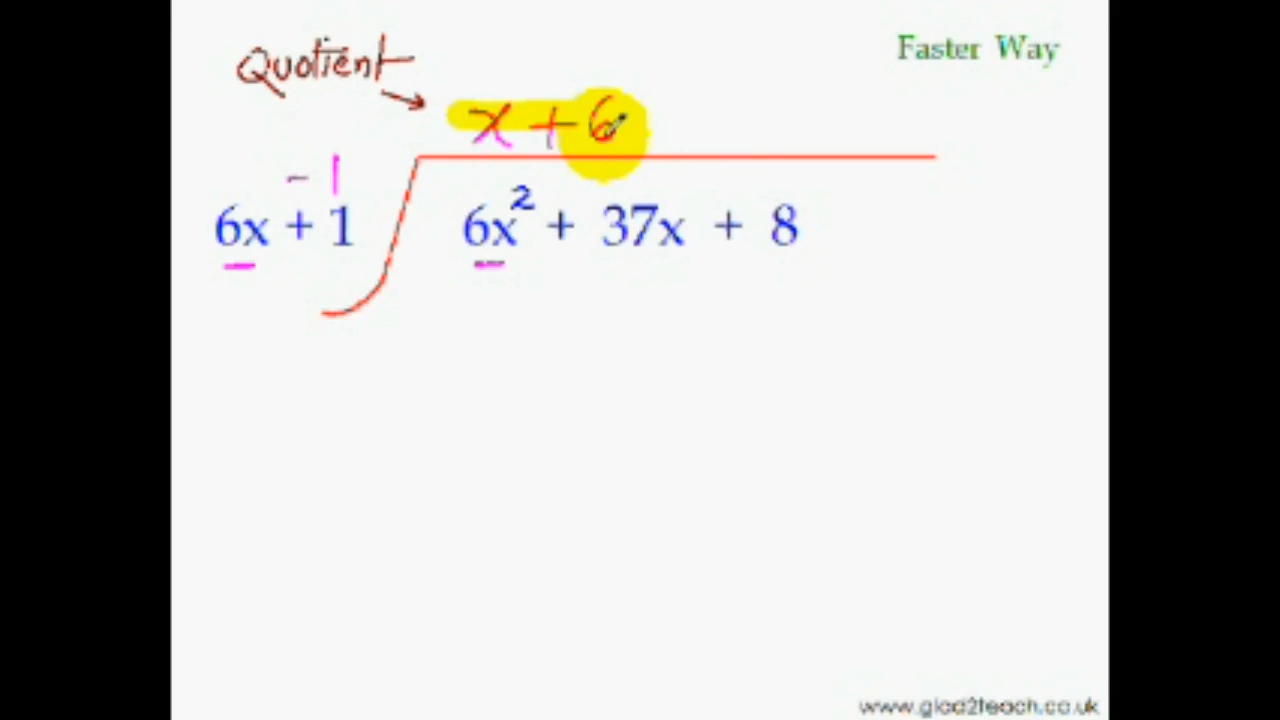 Faster Way
Quotient
x + 6
- 1
6x + 1
6x² + 37x + 8
www.glad2teach.co.uk